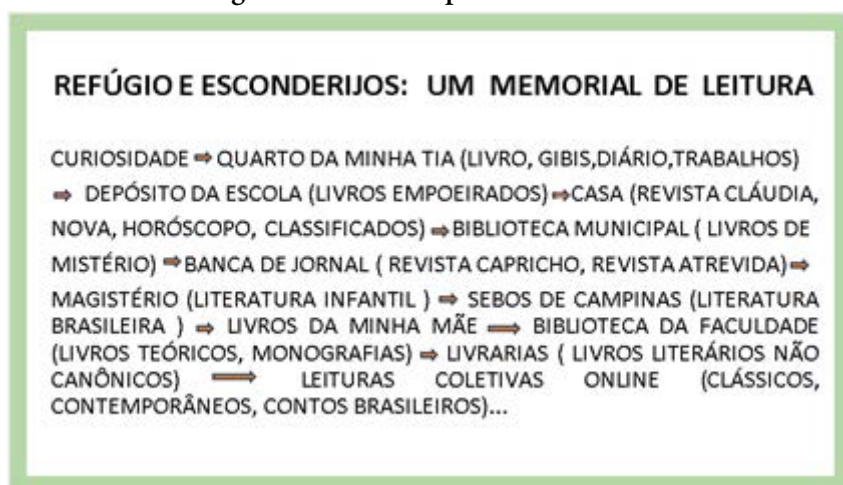 REFÚGIO E ESCONDERIJOS: UM MEMORIAL DE LEITURA
CURIOSIDADE ⇒ QUARTO DA MINHA TIA (LIVRO, GIBIS,DIÁRIO,TRABALHOS)
⇒ DEPÓSITO DA ESCOLA (LIVROS EMPOEIRADOS) ⇒CASA (REVISTA CLÁUDIA,
NOVA, HORÓSCOPO, CLASSIFICADOS) ⇒BIBLIOTECA MUNICIPAL ( LIVROS DE
MISTÉRIO) ⇒BANCA DE JORNAL ( REVISTA CAPRICHO, REVISTA ATREVIDA)⇒
MAGISTÉRIO (LITERATURA INFANTIL ) ⇒ SEBOS DE CAMPINAS (LITERATURA
BRASILEIRA ) ⇒ LIVROS DA MINHA MÃE ⇒ BIBLIOTECA DA FACULDADE
(LIVROS TEÓRICOS, MONOGRAFIAS) ⇒ LIVRARIAS ( LIVROS LITERÁRIOS NÃO
CANÔNICOS) ⇒ LEITURAS COLETIVAS ONLINE (CLÁSSICOS,
CONTEMPORÂNEOS, CONTOS BRASILEIROS)...